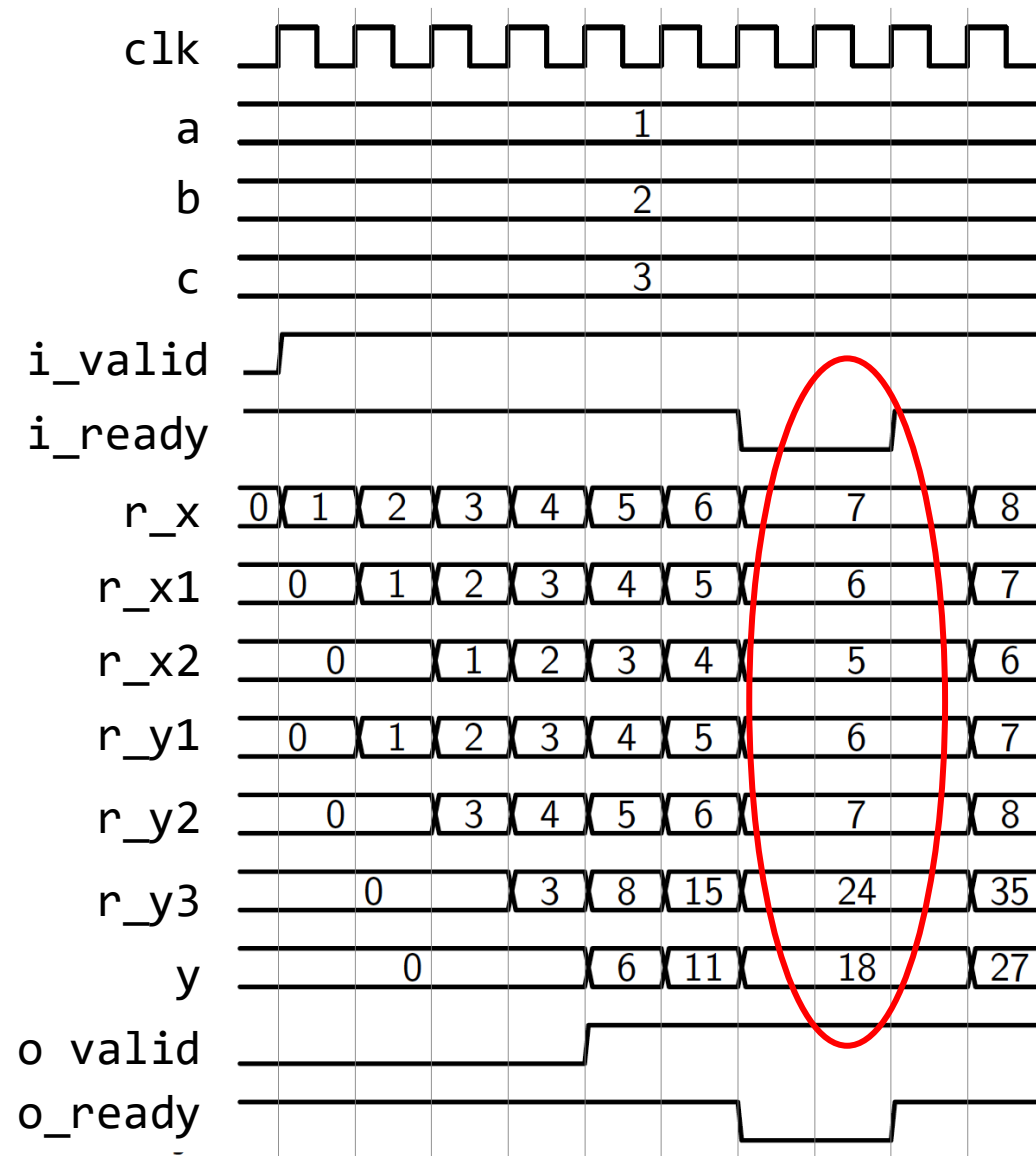 clk
a 1
b 2
c 3
i_valid
i_ready
r_x 0 1 2 3 4 5 6 7 8
r_x1 0 1 2 3 4 5 6 7
r_x2 0 1 2 3 4 5 6
r_y1 0 1 2 3 4 5 6 7
r_y2 0 3 4 5 6 7 8
r_y3 0 3 8 15 24 35
y 0 6 11 18 27
o valid
o_ready